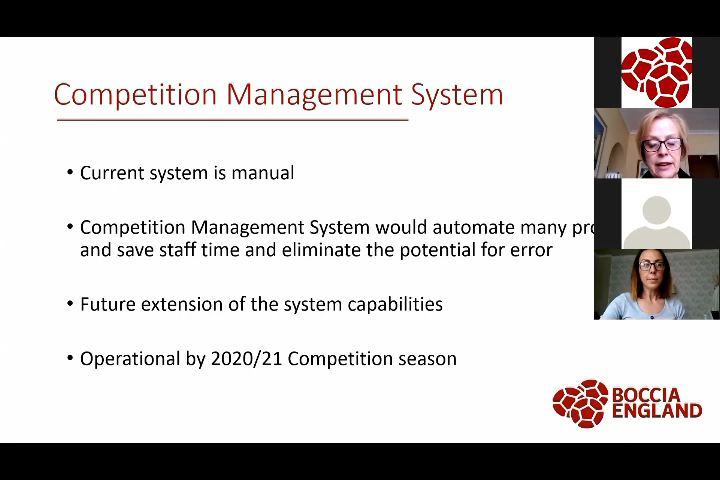 Competition Management System
• Current system is manual
• Competition Management System would automate many
and save staff time and eliminate the potential for error
• Future extension of the system capabilities
• Operational by 2020/21 Competition season
BOCCIA
ENGLAND